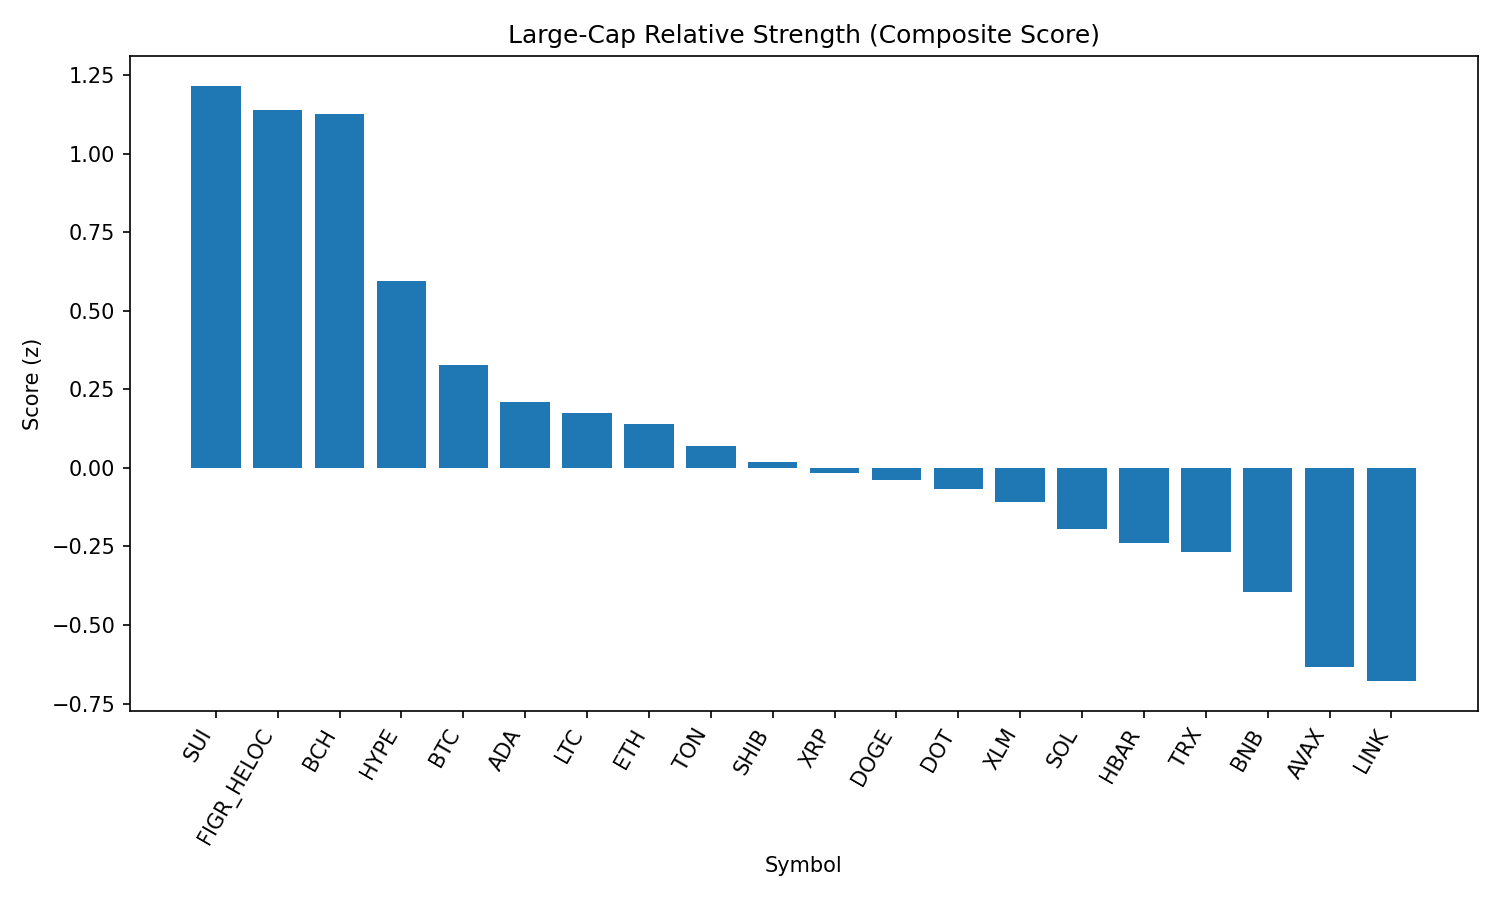 Large-Cap Relative Strength (Composite Score)
Score (z)
1.25
1.00
0.75
0.50
0.25
0.00
−0.25
−0.50
−0.75
SUI
FIGR_HELOC
BCH
HYPE
BTC
ADA
LTC
ETH
TON
SHIB
XRP
DOGE
DOT
XLM
SOL
HBAR
TRX
BNB
AVAX
LINK
Symbol